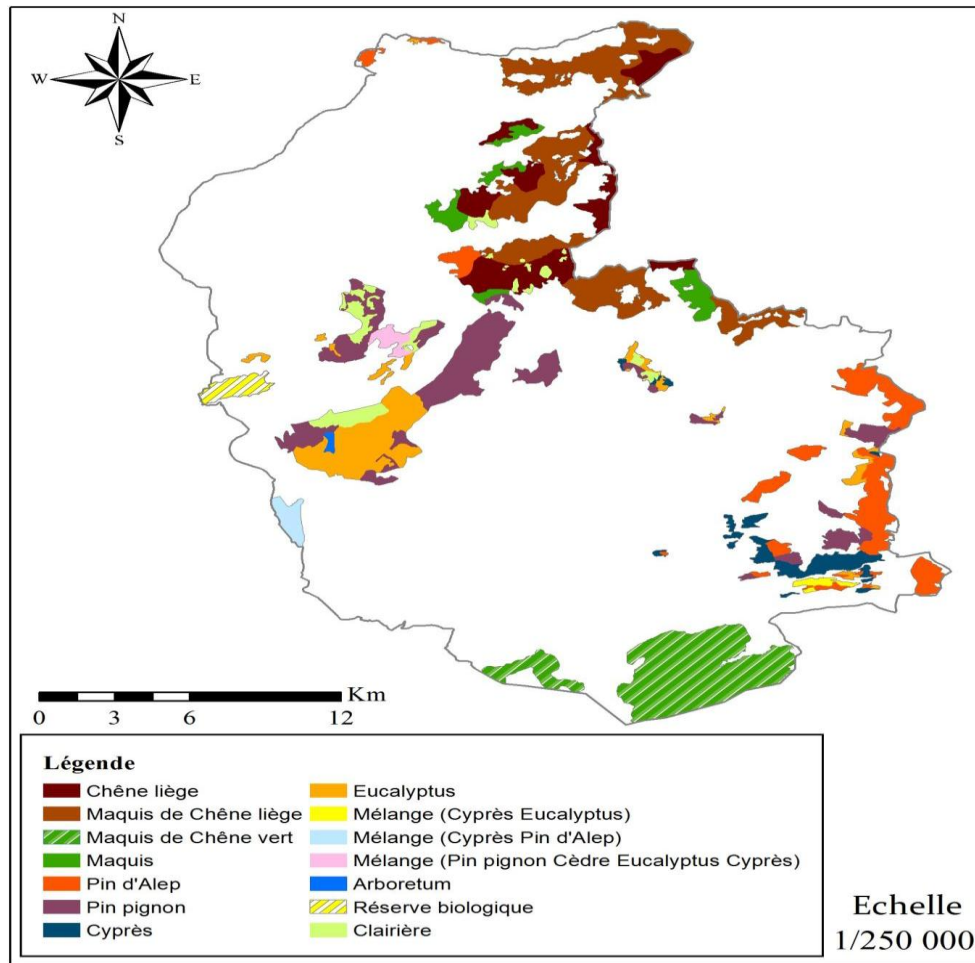 N
W E
S
Km
0 3 6 12
Légende
Chêne liège
Maquis de Chêne liège
Maquis de Chêne vert
Maquis
Pin d'Alep
Pin pignon
Cyprès
Eucalyptus
Mélange (Cyprès Eucalyptus)
Mélange (Cyprès Pin d'Alep)
Mélange (Pin pignon Cèdre Eucalyptus Cyprès)
Arboretum
Réserve biologique
Clairière
Echelle
1/250 000